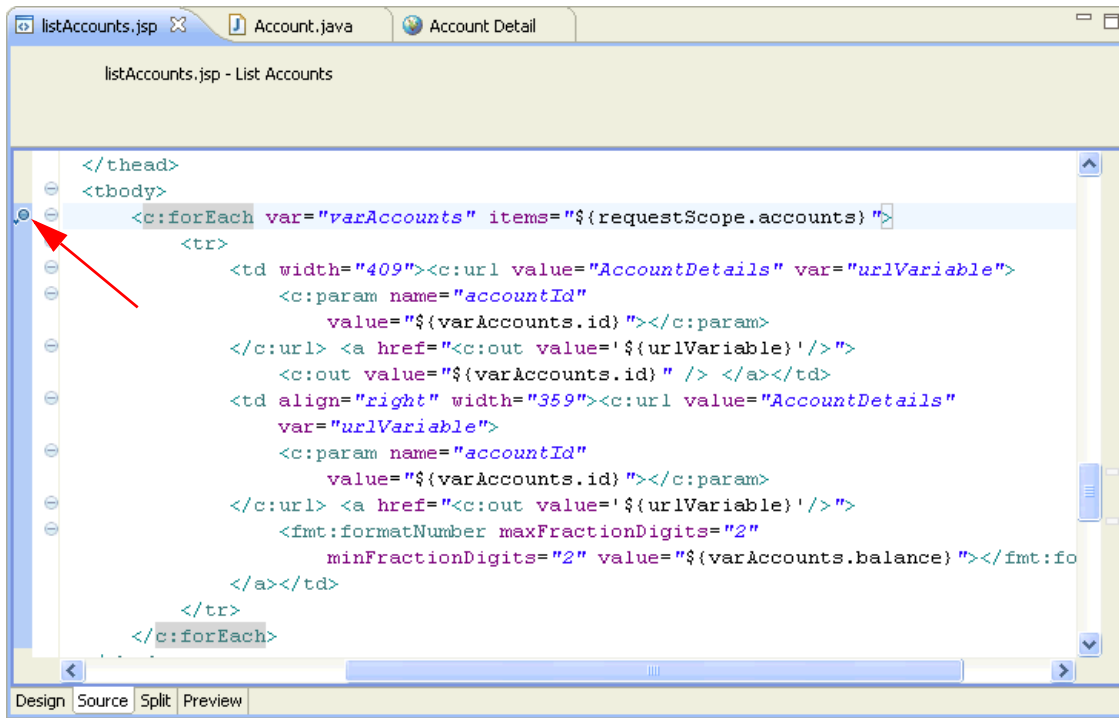 listAccounts.jsp Account.java Account Detail
listAccounts.jsp - List Accounts
</thead>
<tbody>
<c:forEach var="varAccounts" items="${requestScope.accounts}">
<tr>
<td width="409"><c:url value="AccountDetails" var="urlVariable">
<c:param name="accountId"
value="${varAccounts.id}"></c:param>
</c:url> <a href="<c:out value='${urlVariable}'/>">
<c:out value="${varAccounts.id}" /> </a></td>
<td align="right" width="359"><c:url value="AccountDetails"
var="urlVariable">
<c:param name="accountId"
value="${varAccounts.id}"></c:param>
</c:url> <a href="<c:out value='${urlVariable}'/>">
<fmt:formatNumber maxFractionDigits="2"
minFractionDigits="2" value="${varAccounts.balance}"></fmt:fo
</a></td>
</tr>
</c:forEach>
Design Source Split Preview